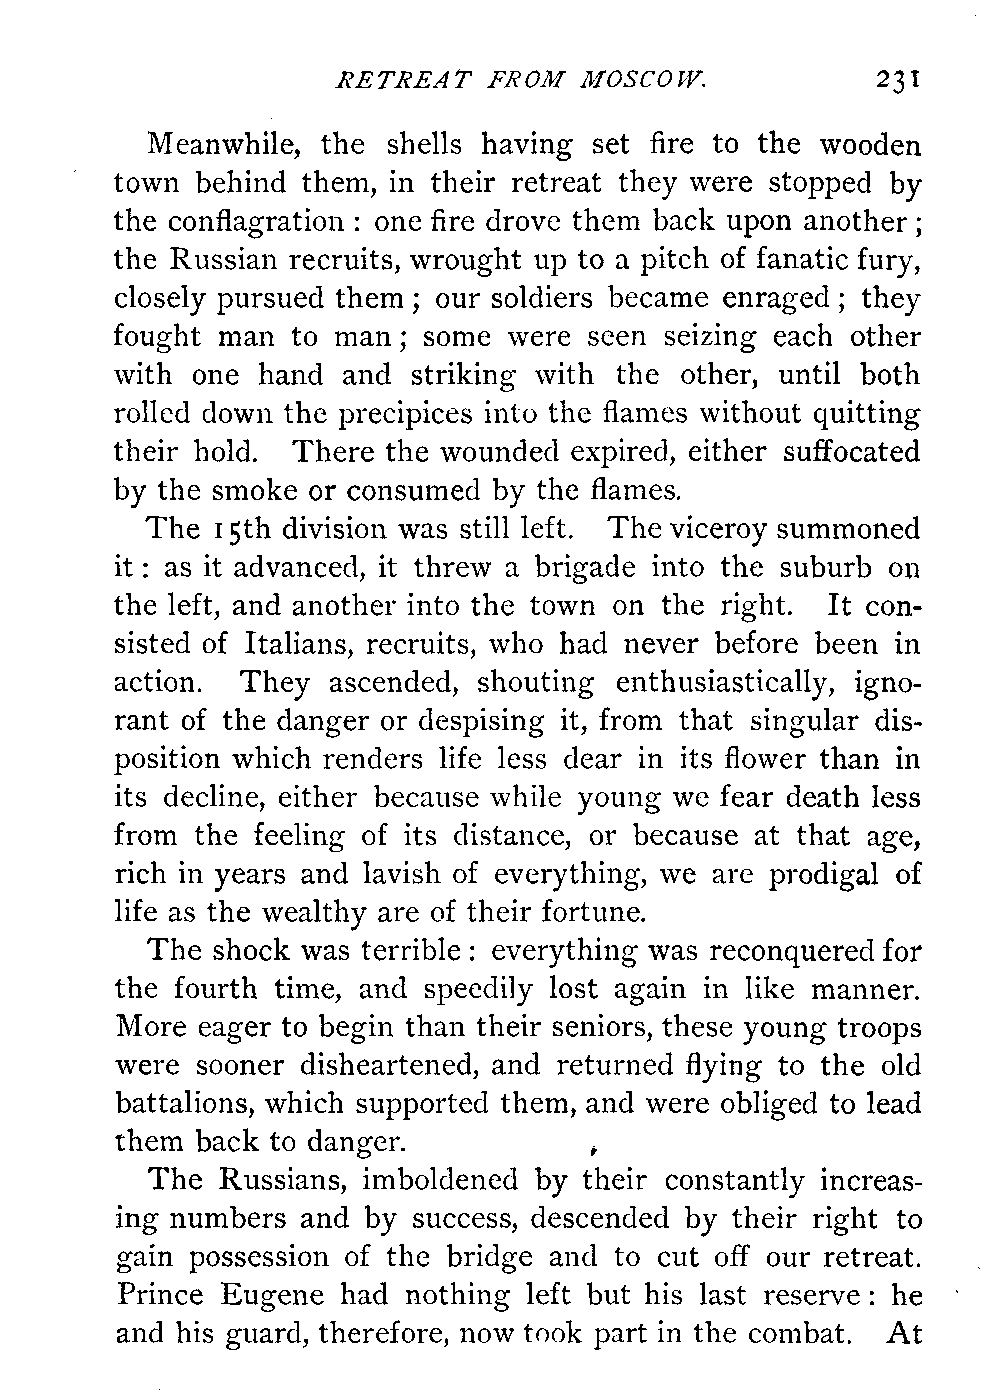 RETREAT FROM MOSCOW. 231
Meanwhile, the shells having set fire to the wooden
town behind them, in their retreat they were stopped by
the conflagration : one fire drove them back upon another ;
the Russian recruits, wrought up to a pitch of fanatic fury,
closely pursued them ; our soldiers became enraged ; they
fought man to man ; some were seen seizing each other
with one hand and striking with the other, until both
rolled down the precipices into the flames without quitting
their hold. There the wounded expired, either suffocated
by the smoke or consumed by the flames.
The 15th division was still left. The viceroy summoned
it : as it advanced, it threw a brigade into the suburb on
the left, and another into the town on the right. It con-
sisted of Italians, recruits, who had never before been in
action. They ascended, shouting enthusiastically, igno-
rant of the danger or despising it, from that singular dis-
position which renders life less dear in its flower than in
its decline, either because while young we fear death less
from the feeling of its distance, or because at that age,
rich in years and lavish of everything, we are prodigal of
life as the wealthy are of their fortune.
The shock was terrible : everything was reconquered for
the fourth time, and speedily lost again in like manner.
More eager to begin than their seniors, these young troops
were sooner disheartened, and returned flying to the old
battalions, which supported them, and were obliged to lead
them back to danger.
The Russians, imboldened by their constantly increas-
ing numbers and by success, descended by their right to
gain possession of the bridge and to cut off our retreat.
Prince Eugene had nothing left but his last reserve : he
and his guard, therefore, now took part in the combat. At